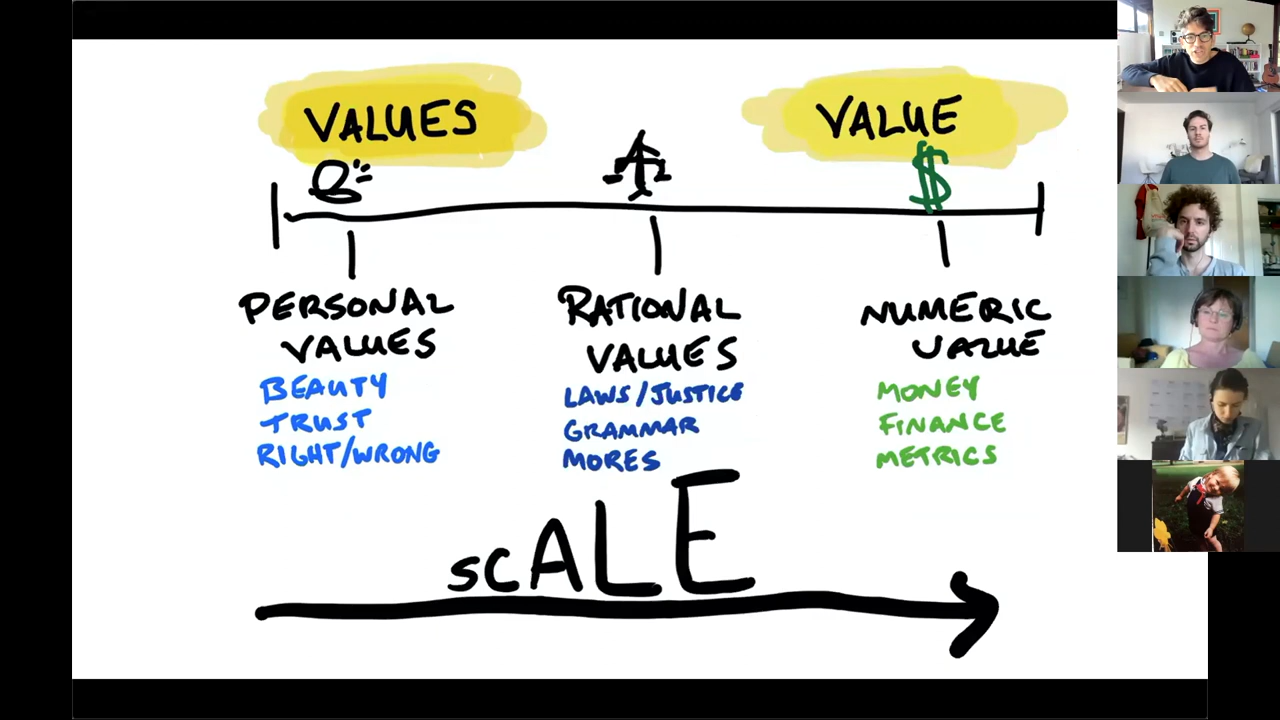 VALUES
VALUE
$
PERSONAL
VALUES
BEAUTY
TRUST
RIGHT/WRONG
RATIONAL
VALUES
LAWS/JUSTICE
GRAMMAR
MORES
NUMERIC
VALUE
MONEY
FINANCE
METRICS
SCALE